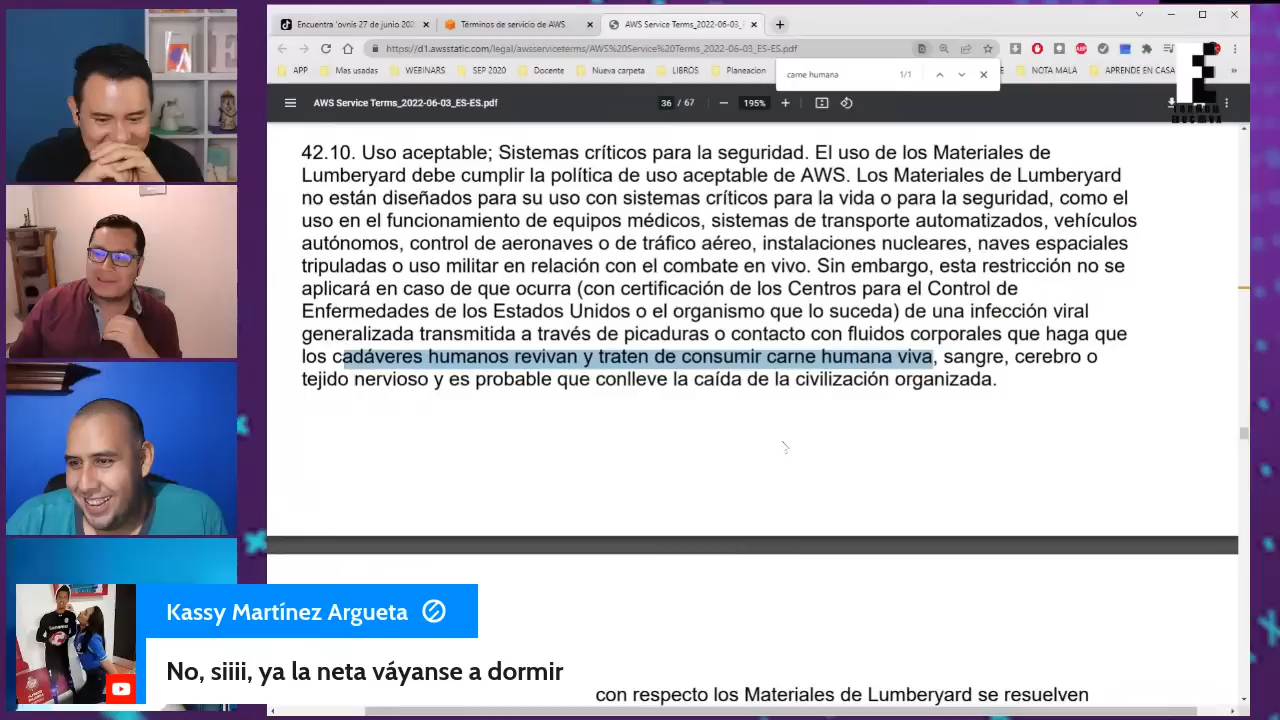 Encuentra 'ovnis 27 de junio 202
Términos de servicio de AWS
AWS Service Terms_2022-06-03_E
https://d1.awsstatic.com/legal/awsserviceterms/AWS%20Service%20Terms_2022-06-03_ES-ES.pdf
APP
Mas usadas
WEBINARS
SEP 2020
Docente
Nueva carpeta
LIBROS
Planeacion
NOTA MALA
APRENDE EN CASA
carne humana
1/1
AWS Service Terms_2022-06-03_ES-ES.pdf
36 / 67
195%
42.10. Uso aceptable; Sistemas críticos para la seguridad. El uso de los Materiales de
Lumberyard debe cumplir la política de uso aceptable de AWS. Los Materiales de Lumberyard
no están diseñados para su uso con sistemas críticos para la vida o para la seguridad, como el
uso en el funcionamiento de equipos médicos, sistemas de transporte automatizados, vehículos
autónomos, control de aeronaves o de tráfico aéreo, instalaciones nucleares, naves espaciales
tripuladas o uso militar en relación con el combate en vivo. Sin embargo, esta restricción no se
aplicará en caso de que ocurra (con certificación de los Centros para el Control de
Enfermedades de los Estados Unidos o el organismo que lo suceda) de una infección viral
generalizada transmitida a través de picaduras o contacto con fluidos corporales que haga que
los cadáveres humanos revivan y traten de consumir carne humana viva, sangre, cerebro o
tejido nervioso y es probable que conlleve la caída de la civilización organizada.
Kassy Martínez Argueta
No, siiii, ya la neta váyanse a dormir
con respecto los Materiales de Lumberyard se resuelven